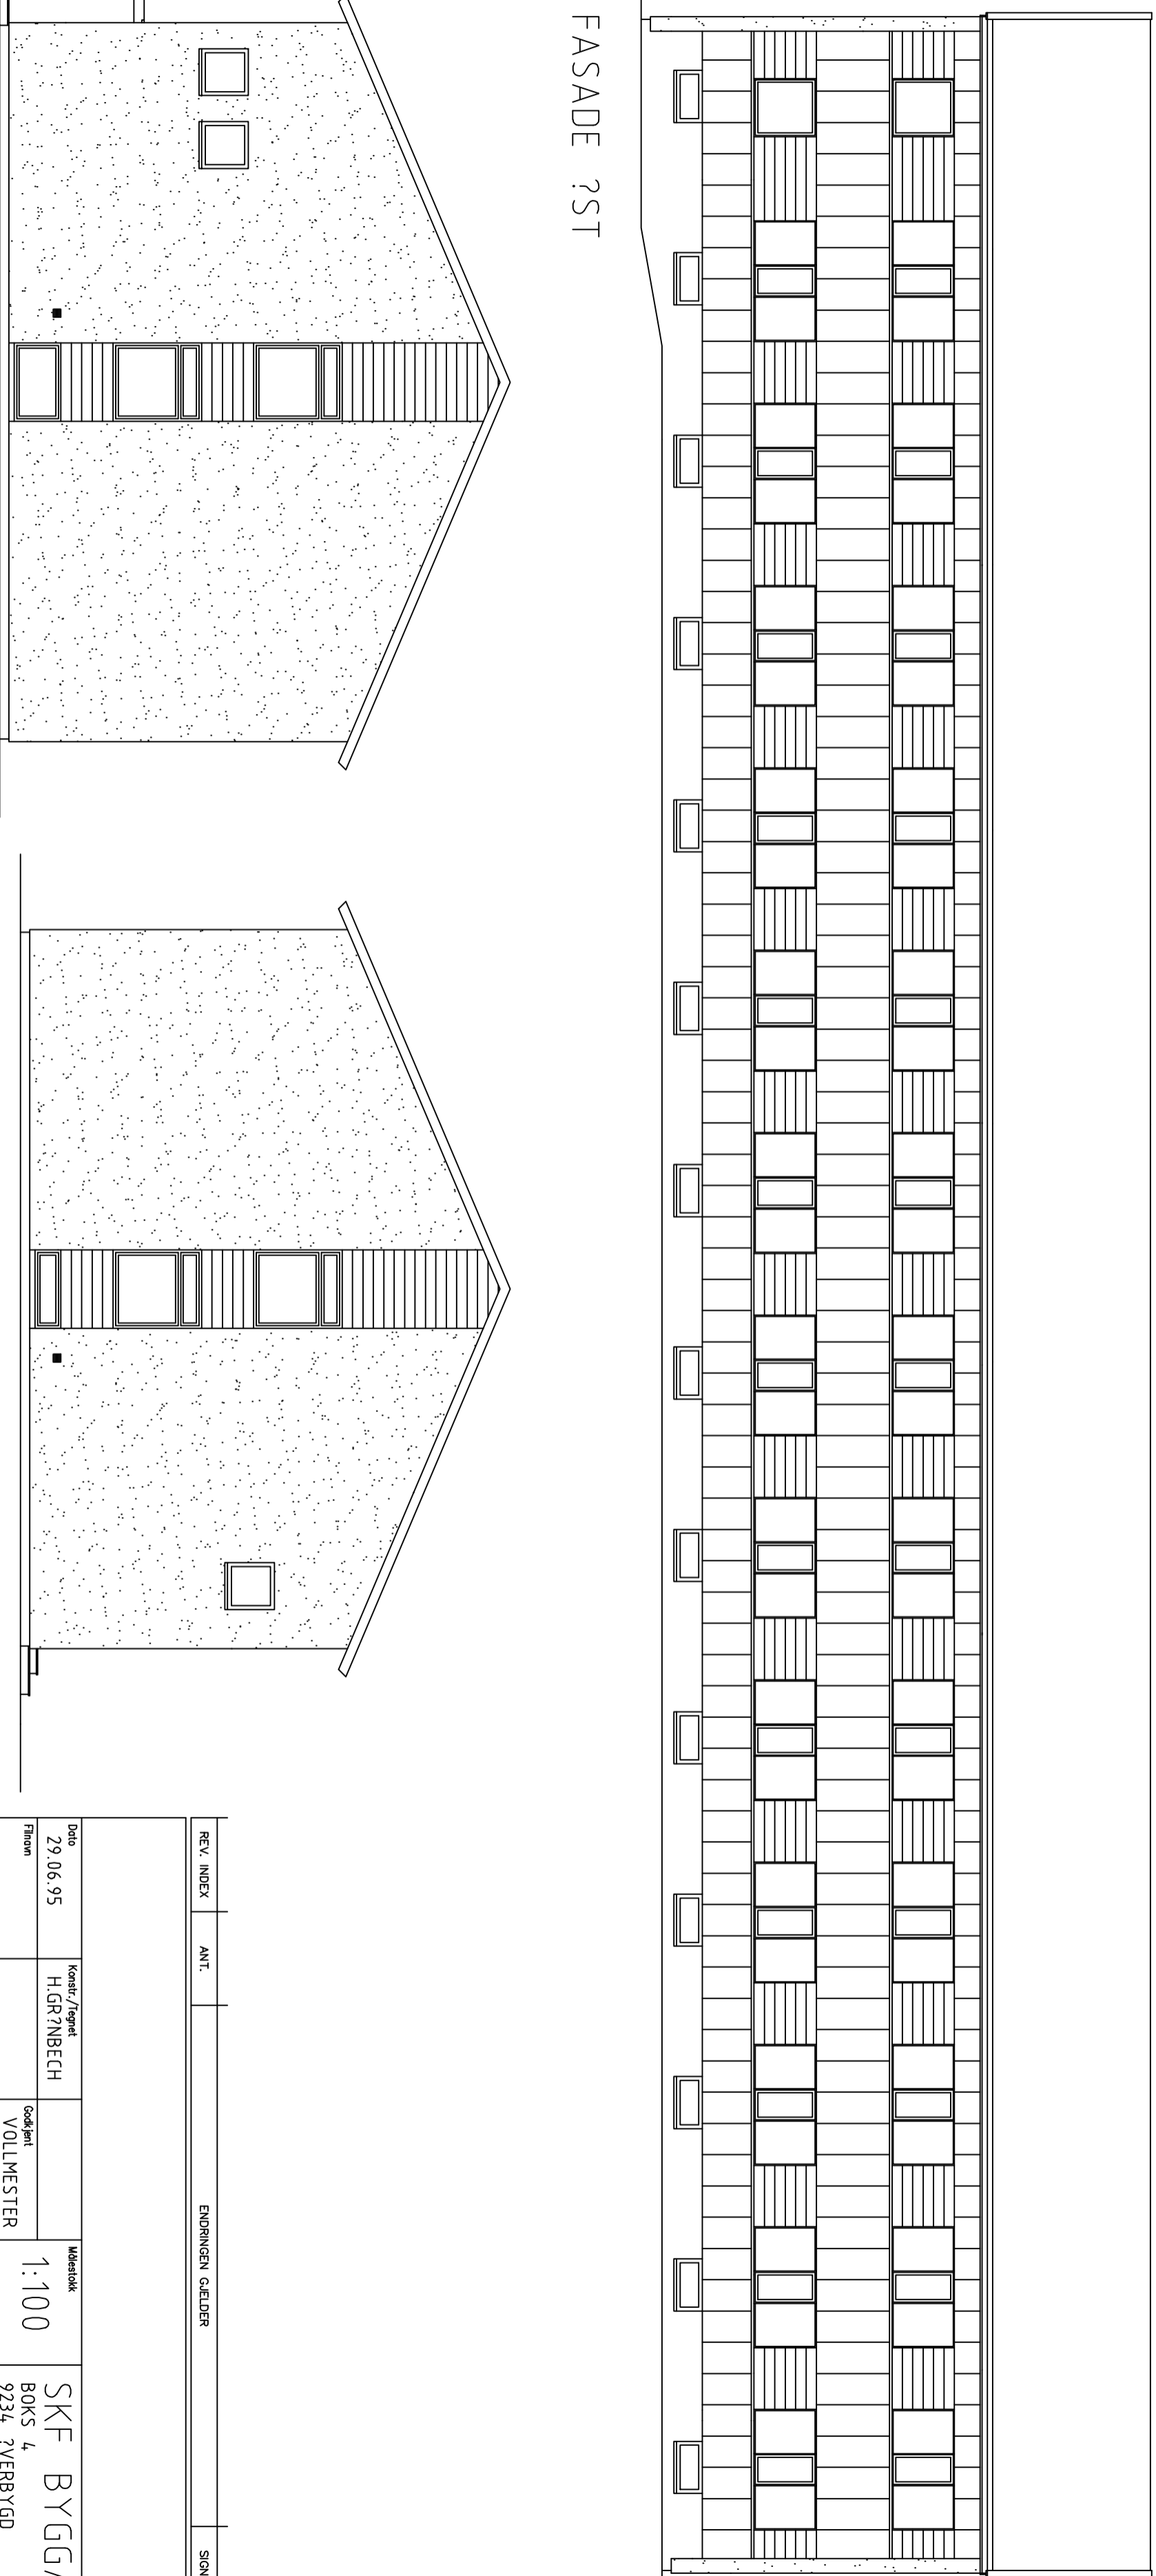 FASADE ?ST
REV. INDEX ANT. ENDRINGEN GJELDER SIGN
Dato
29.06.95
Konstr./Tegnet
H.GR?NBECH
Filnavn
Godkjent
VOLLMESTER
Målestokk
1:100
SKF BYGGA
BOKS 4
9234 ?VERBYGD